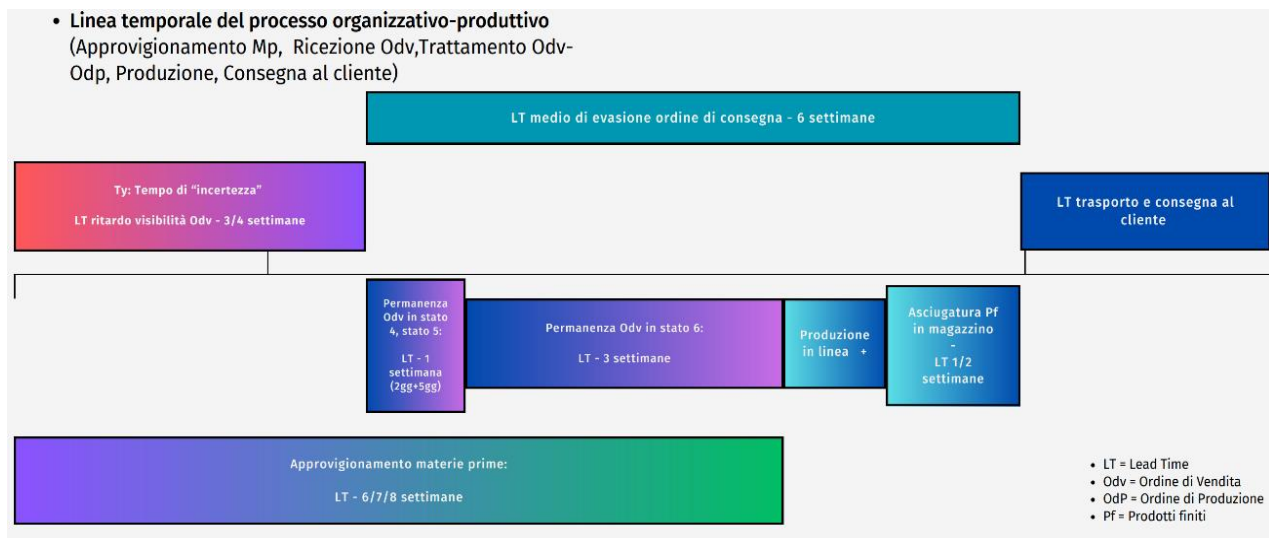 • Linea temporale del processo organizzativo-produttivo
(Approvigionamento Mp, Ricezione Odv,Trattamento Odv-
Odp, Produzione, Consegna al cliente)
LT medio di evasione ordine di consegna - 6 settimane
Ty: Tempo di “incertezza”
LT ritardo visibilità Odv - 3/4 settimane
LT trasporto e consegna al
cliente
Permanenza
Odv in stato
4, stato 5:
LT - 1
settimana
(2gg+5gg)
Permanenza Odv in stato 6:
LT - 3 settimane
Produzione
in linea +
Asciugatura Pf
in magazzino
-
LT 1/2
settimane
Approvigionamento materie prime:
LT - 6/7/8 settimane
• LT = Lead Time
• Odv = Ordine di Vendita
• OdP = Ordine di Produzione
• Pf = Prodotti finiti